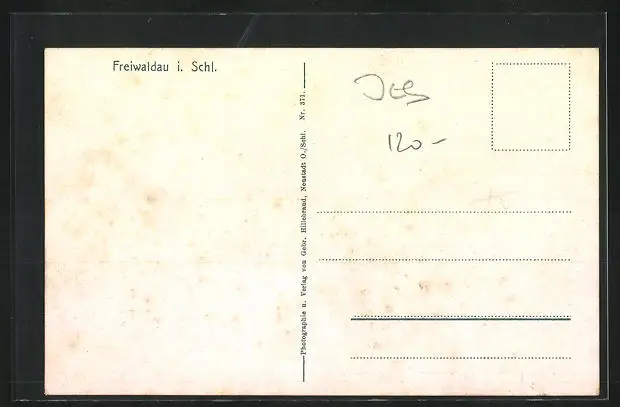 Freiwaldau i. Schl.
Photographie u. Verlag von Gebr. Hillebrand, Neustadt O./Schl. Nr. 371.
120-